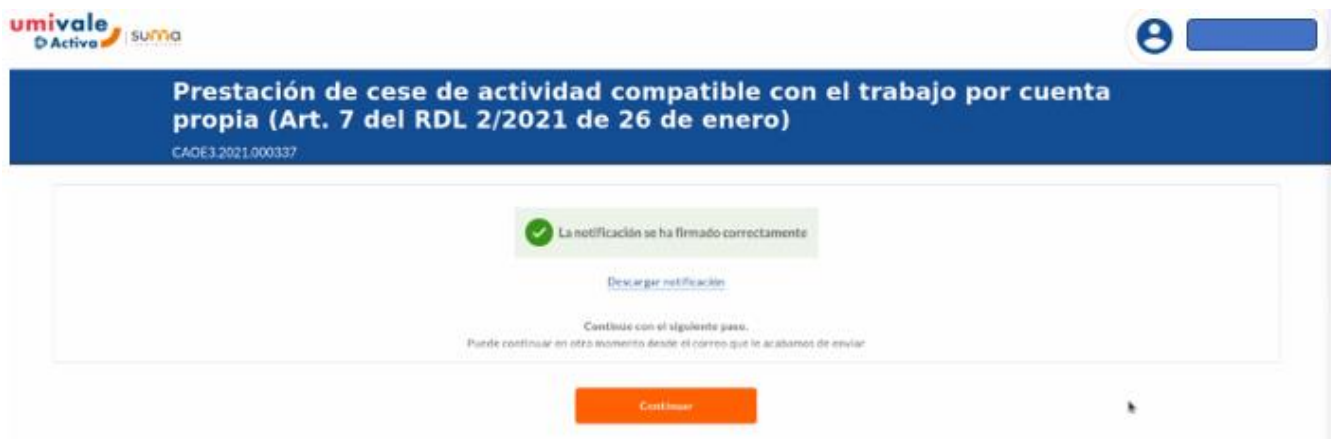 umivale
Activa
suma
Prestación de cese de actividad compatible con el trabajo por cuenta
propia (Art. 7 del RDL 2/2021 de 26 de enero)
CAOE3.2021.000337
La notificación se ha firmado correctamente
Descargar notificación
Continúe con el siguiente paso.
Puede continuar en otro momento desde el correo que le acabamos de enviar
Continuar